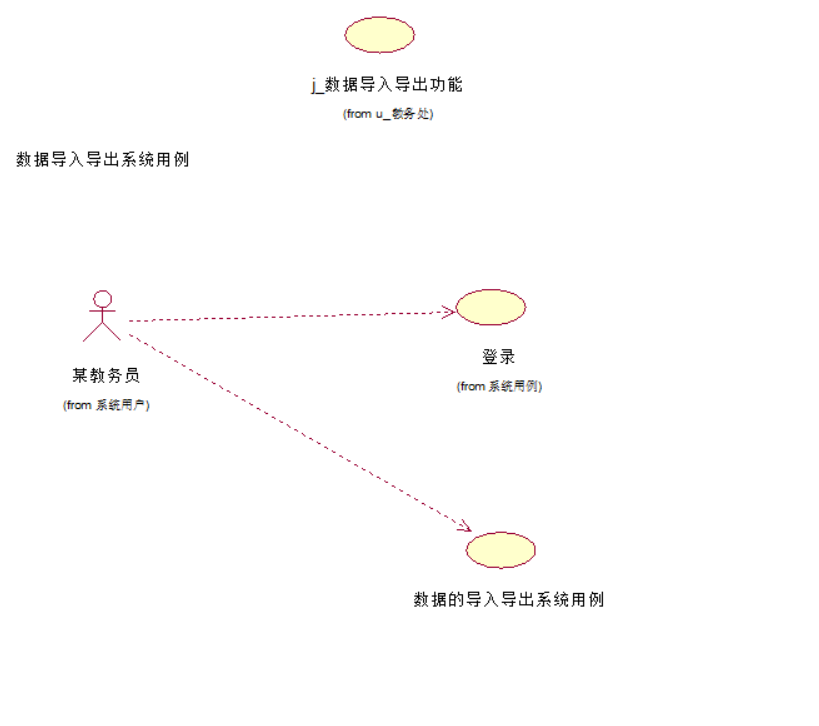 j_数据导入导出功能
(from u_教务处)
数据导入导出系统用例
某教务员
(from 系统用户)
登录
(from 系统用例)
数据的导入导出系统用例